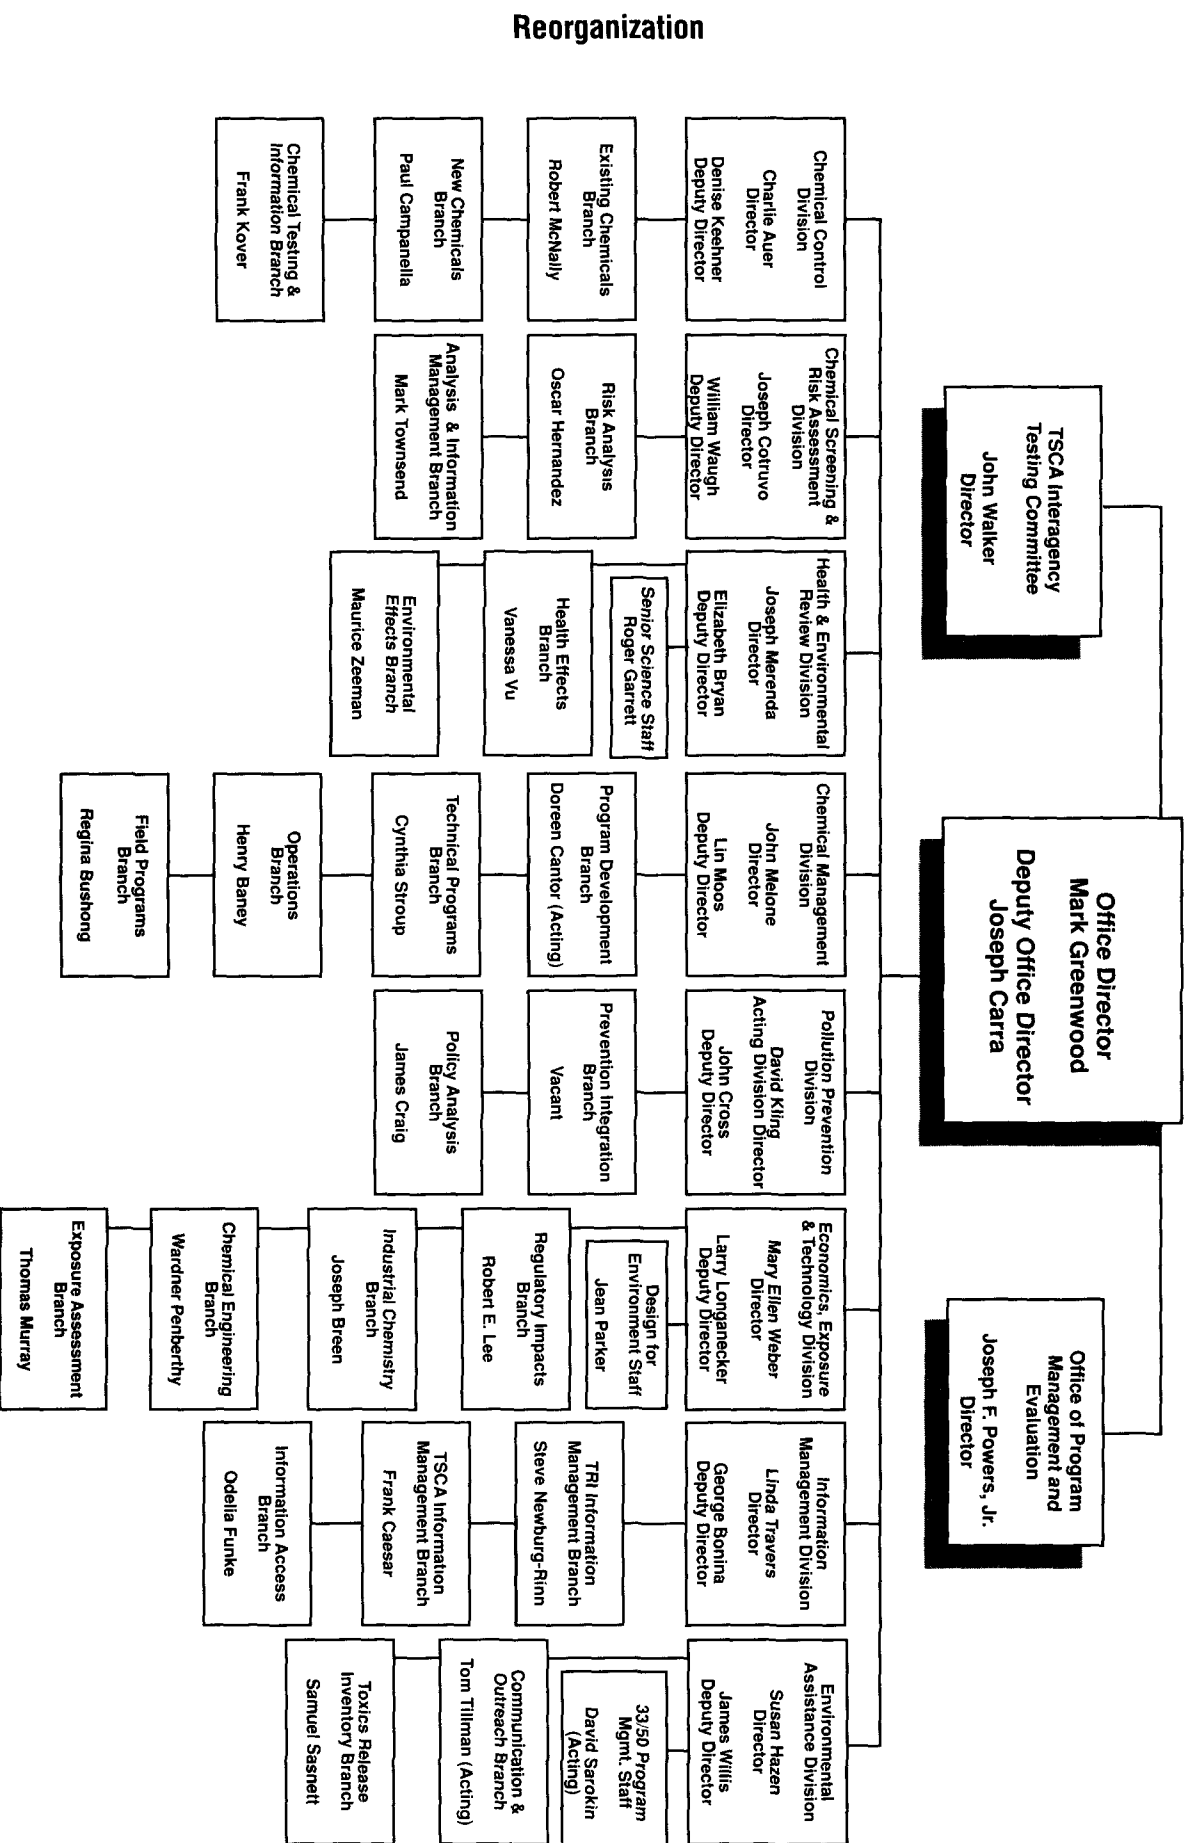 Reorganization
Office Director
Mark Greenwood
Deputy Office Director
Joseph Carra
TSCA Interagency
Testing Committee
John Walker
Director
Office of Program
Management and
Evaluation
Joseph F. Powers, Jr.
Director
Chemical Control
Division
Charlie Auer
Director
Denise Keehner
Deputy Director
Existing Chemicals
Branch
Robert McNally
New Chemicals
Branch
Paul Campanella
Chemical Testing &
Information Branch
Frank Kover
Chemical Screening &
Risk Assessment
Division
Joseph Cotruvo
Director
William Waugh
Deputy Director
Risk Analysis
Branch
Oscar Hernandez
Analysis & Information
Management Branch
Mark Townsend
Health & Environmental
Review Division
Joseph Merenda
Director
Elizabeth Bryan
Deputy Director
Senior Science Staff
Roger Garrett
Health Effects
Branch
Vanessa Vu
Environmental
Effects Branch
Maurice Zeeman
Chemical Management
Division
John Melone
Director
Lin Moos
Deputy Director
Program Development
Branch
Doreen Cantor (Acting)
Technical Programs
Branch
Cynthia Stroup
Operations
Branch
Henry Baney
Field Programs
Branch
Regina Bushong
Pollution Prevention
Division
David Kling
Acting Division Director
John Cross
Deputy Director
Prevention Integration
Branch
Vacant
Policy Analysis
Branch
James Craig
Economics, Exposure
& Technology Division
Mary Ellen Weber
Director
Larry Longanecker
Deputy Director
Design for
Environment Staff
Jean Parker
Regulatory Impacts
Branch
Robert E. Lee
Industrial Chemistry
Branch
Joseph Breen
Chemical Engineering
Branch
Wardner Penberthy
Exposure Assessment
Branch
Thomas Murray
Information
Management Division
Linda Travers
Director
George Bonina
Deputy Director
TRI Information
Management Branch
Steve Newburg-Rinn
TSCA Information
Management Branch
Frank Caesar
Information Access
Branch
Odelia Funke
Environmental
Assistance Division
Susan Hazen
Director
James Willis
Deputy Director
33/50 Program
Mgmt. Staff
David Sarokin
(Acting)
Communication &
Outreach Branch
Tom Tillman (Acting)
Toxics Release
Inventory Branch
Samuel Sasnett